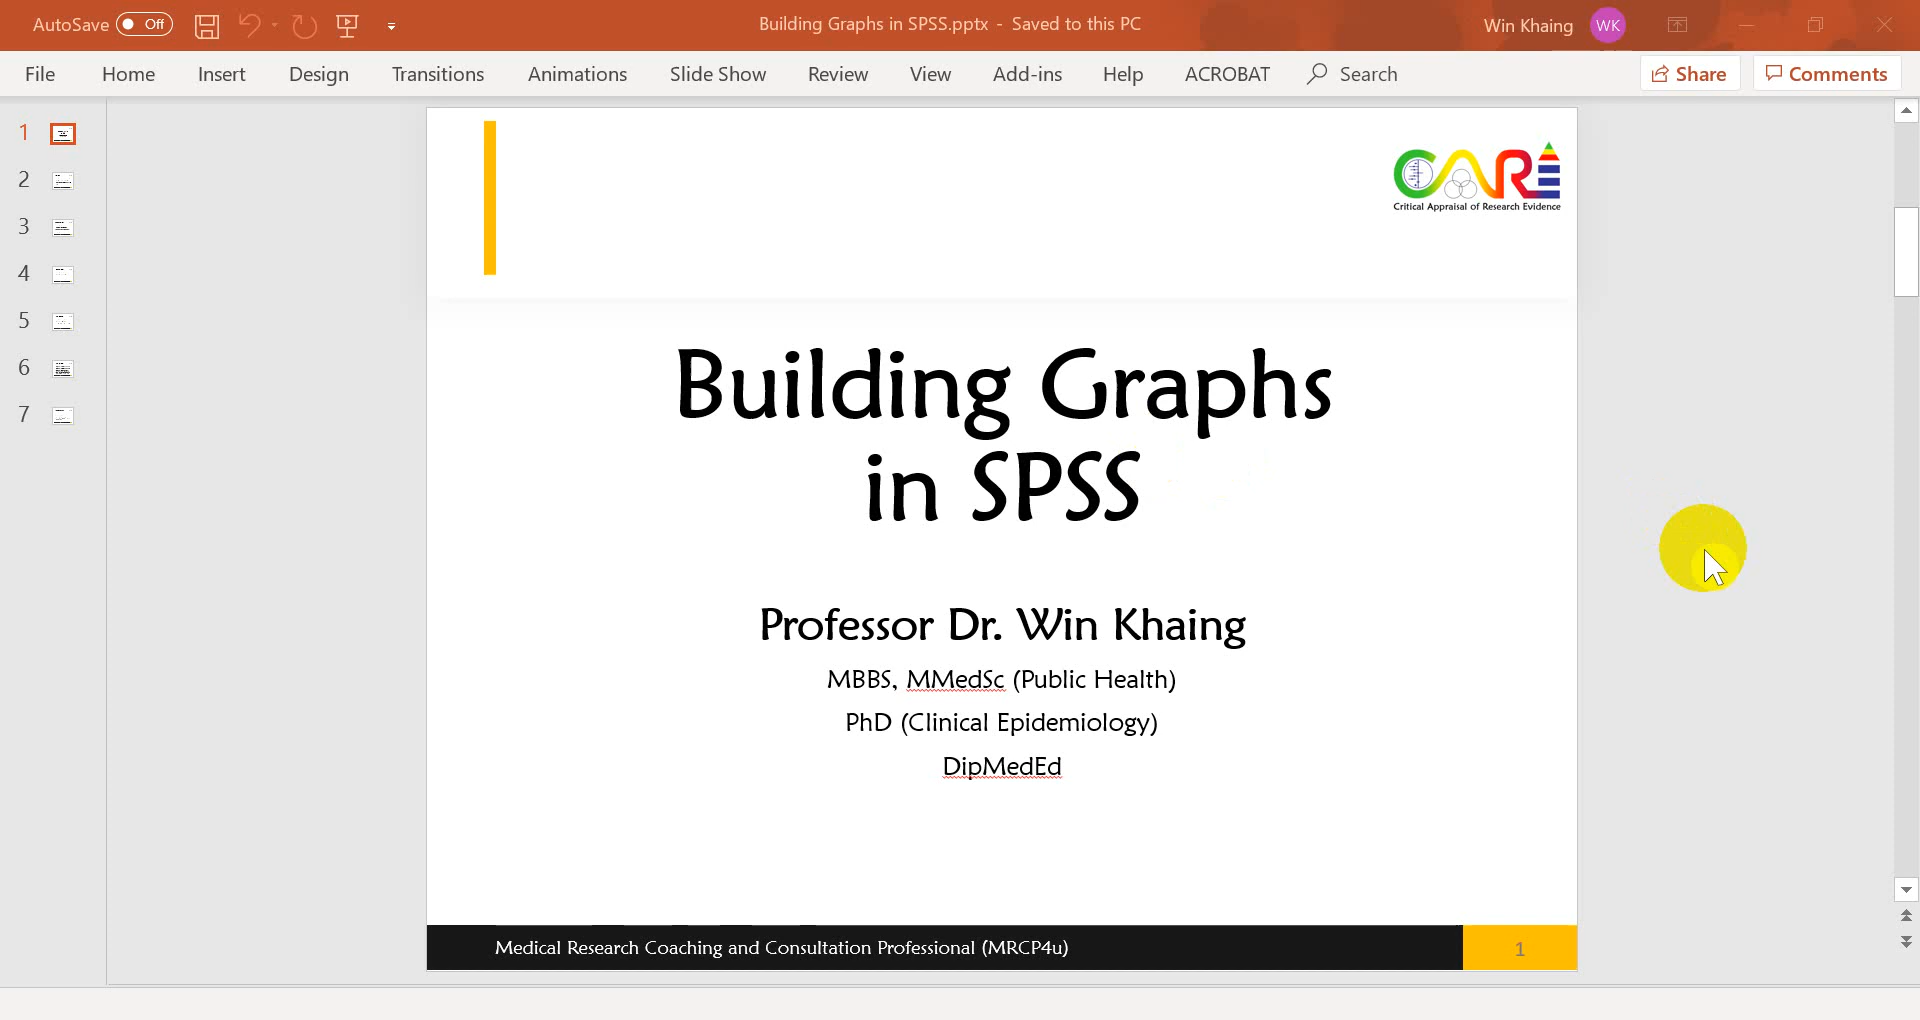 AutoSave Off
Building Graphs in SPSS.pptx - Saved to this PC
Win Khaing WK
File Home Insert Design Transitions Animations Slide Show Review View Add-ins Help ACROBAT Search Share Comments
1
2
3
4
5
6
7
CARE
Critical Appraisal of Research Evidence
Building Graphs
in SPSS
Professor Dr. Win Khaing
MBBS, MMedSc (Public Health)
PhD (Clinical Epidemiology)
DipMedEd
Medical Research Coaching and Consultation Professional (MRCP4u) 1